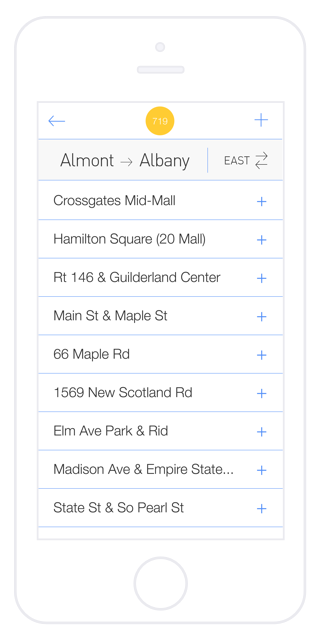 719
Almont → Albany EAST
Crossgates Mid-Mall
Hamilton Square (20 Mall)
Rt 146 & Guilderland Center
Main St & Maple St
66 Maple Rd
1569 New Scotland Rd
Elm Ave Park & Rid
Madison Ave & Empire State...
State St & So Pearl St